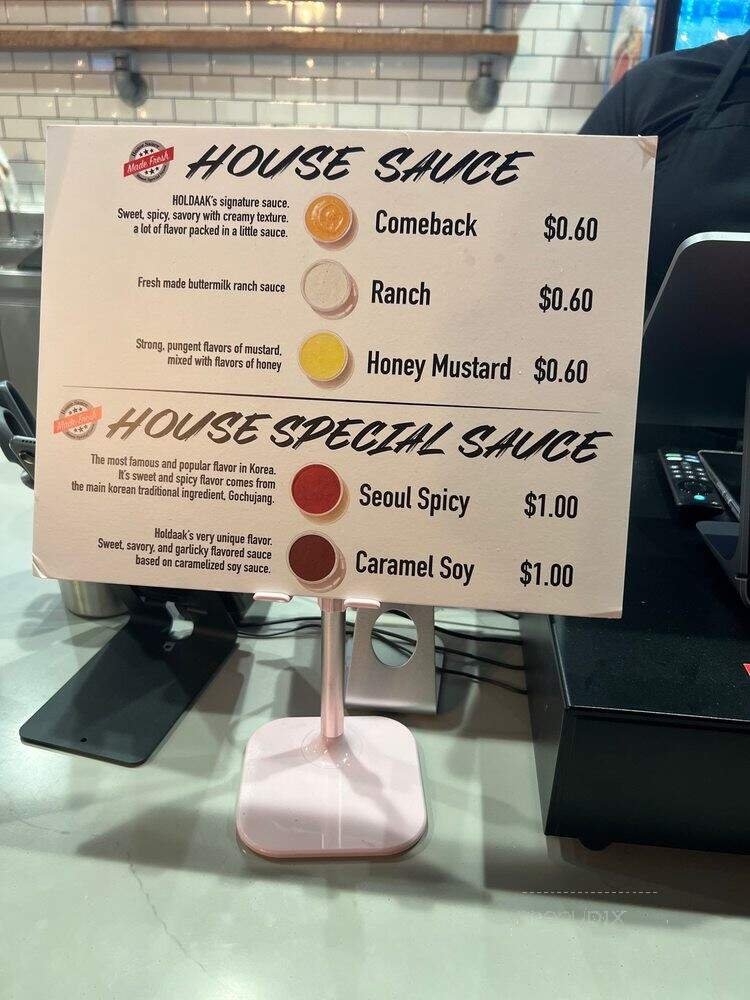 Made Fresh
HOUSE SAUCE
HOLDAAK's signature sauce.
Sweet, spicy, savory with creamy texture.
a lot of flavor packed in a little sauce.
Comeback $0.60
Fresh made buttermilk ranch sauce
Ranch $0.60
Strong, pungent flavors of mustard,
mixed with flavors of honey
Honey Mustard $0.60
Made Fresh
HOUSE SPECIAL SAUCE
The most famous and popular flavor in Korea.
It's sweet and spicy flavor comes from
the main korean traditional ingredient, Gochujang.
Seoul Spicy $1.00
Holdaak's very unique flavor.
Sweet, savory, and garlicky flavored sauce
based on caramelized soy sauce.
Caramel Soy $1.00